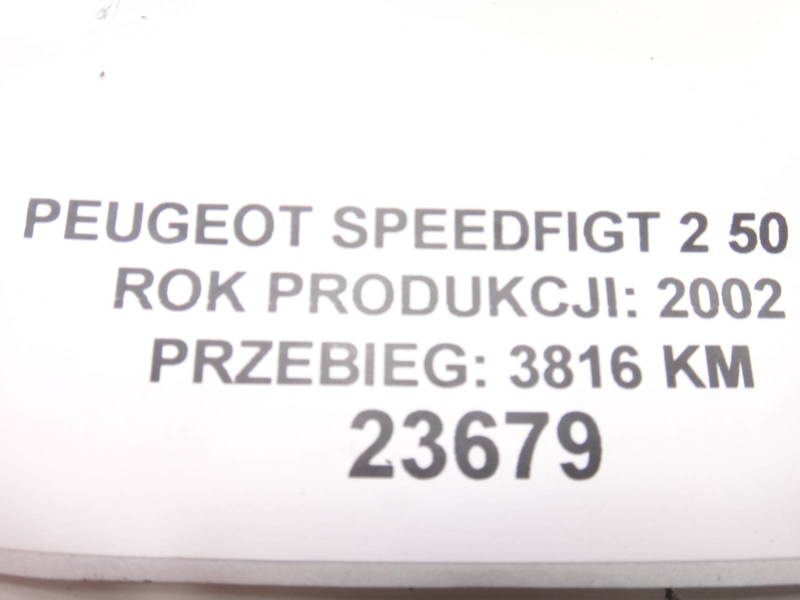 PEUGEOT SPEEDFIGT 2 50
ROK PRODUKCJI: 2002
PRZEBIEG: 3816 KM
23679